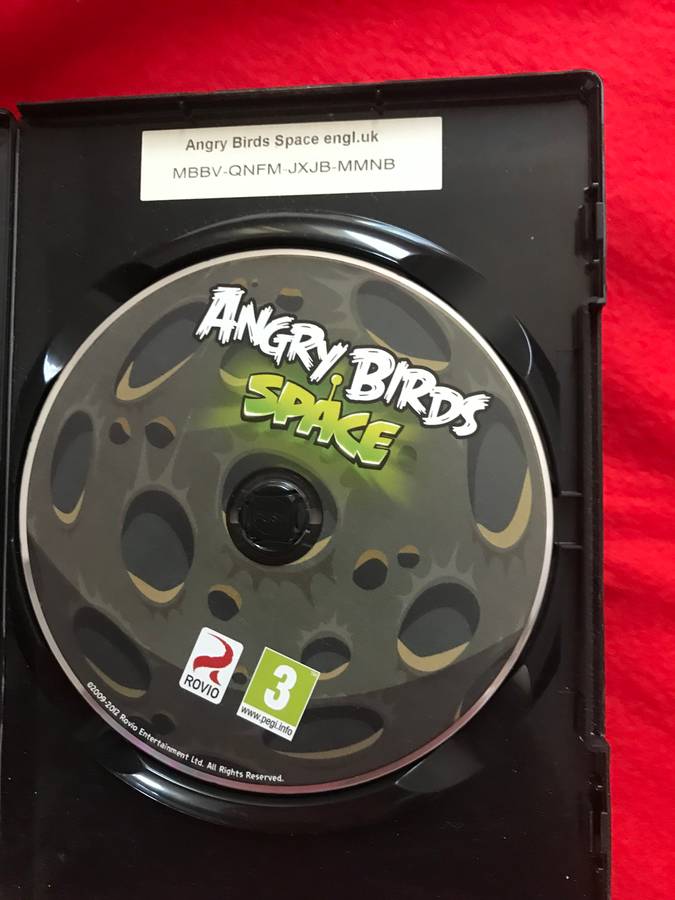 Angry Birds Space engl.uk
MBBV-QNFM-JXJB-MMNB
ANGRY BIRDS
SPACE
ROVIO
3
www.pegi.info
©2009-2012 Rovio Entertainment Ltd. All Rights Reserved.